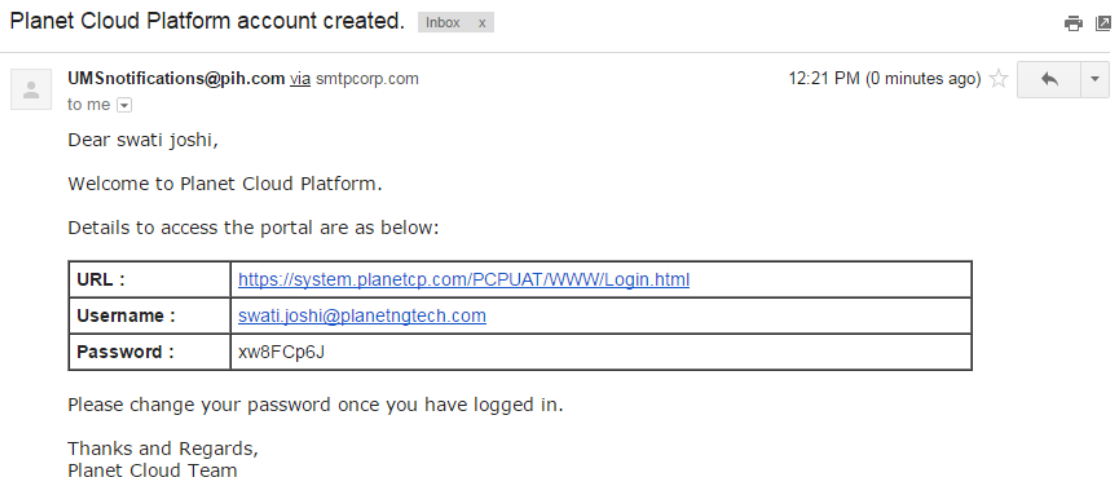 Planet Cloud Platform account created. Inbox x
UMSnotifications@pih.com via smtpcorp.com 12:21 PM (0 minutes ago)
to me
Dear swati joshi,
Welcome to Planet Cloud Platform.
Details to access the portal are as below:
URL : https://system.planetcp.com/PCPUAT/WWW/Login.html
Username : swati.joshi@planetngtech.com
Password : xw8FCp6J
Please change your password once you have logged in.
Thanks and Regards,
Planet Cloud Team